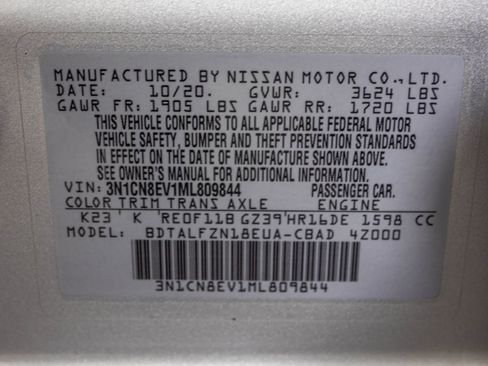 MANUFACTURED BY NISSAN MOTOR CO.,LTD.
DATE: 10/20. GVWR: 3624 LBS
GAWR FR: 1905 LBS GAWR RR: 1720 LBS
THIS VEHICLE CONFORMS TO ALL APPLICABLE FEDERAL MOTOR
VEHICLE SAFETY, BUMPER AND THEFT PREVENTION STANDARDS
IN EFFECT ON THE DATE OF MANUFACTURE SHOWN ABOVE.
SEE OWNER'S MANUAL FOR ADDITIONAL INFORMATION
VIN: 3N1CN8EV1ML809844 PASSENGER CAR.
COLOR TRIM TRANS AXLE ENGINE
K23 K RE0F11B GZ39 HR16DE 1598 CC
MODEL: BDTALFZN18EUA-CBAD 4Z000
3N1CN8EV1ML809844